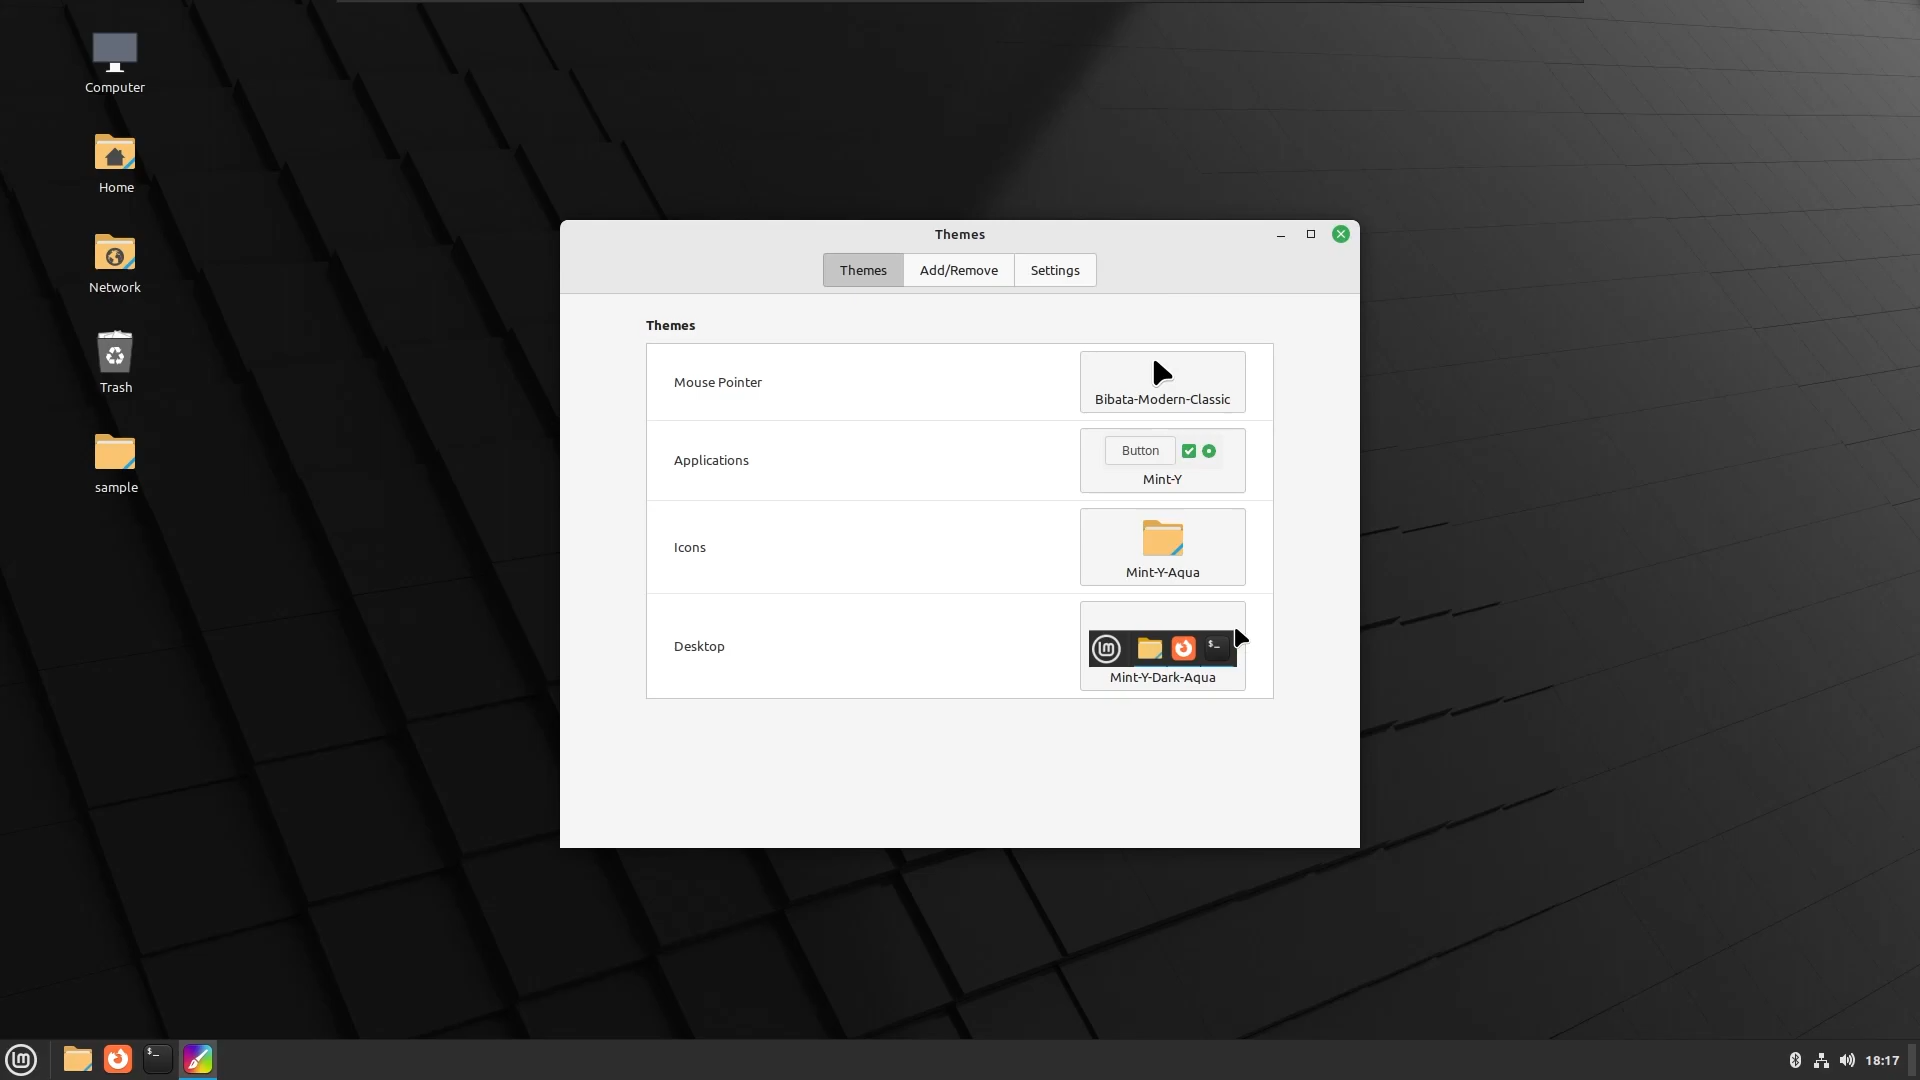 Computer
Home
Network
Trash
sample
Themes
Themes
Add/Remove
Settings
Themes
Mouse Pointer
Bibata-Modern-Classic
Applications
Button
Mint-Y
Icons
Mint-Y-Aqua
Desktop
$_
Mint-Y-Dark-Aqua
$_
18:17